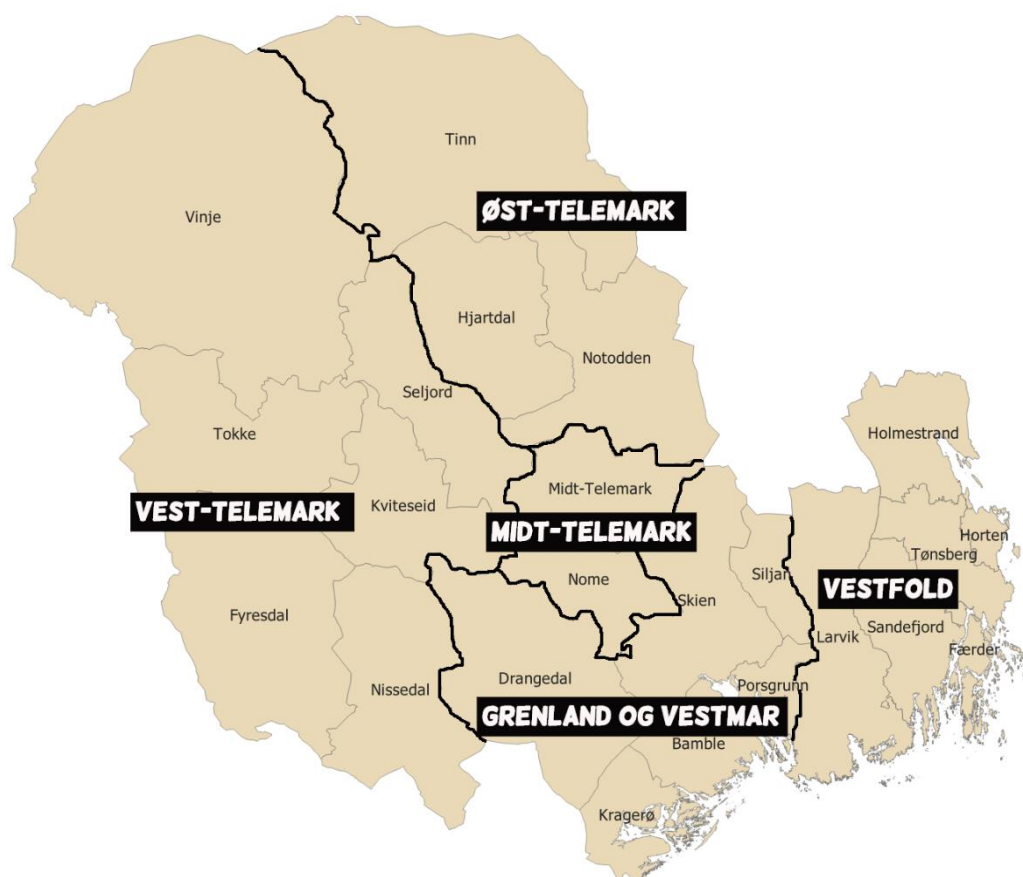 Tinn
ØST-TELEMARK
Vinje
Hjartdal
Notodden
Seljord
Tokke
Holmestrand
Midt-Telemark
VEST-TELEMARK
Kviteseid
MIDT-TELEMARK
Horten
Tønsberg
Siljan
Nome
VESTFOLD
Skien
Fyresdal
Larvik
Sandefjord
Færder
Nissedal
Drangedal
Porsgrunn
GRENLAND OG VESTMAR
Bamble
Kragerø